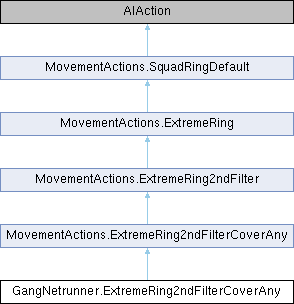 AIAction
MovementActions.SquadRingDefault
MovementActions.ExtremeRing
MovementActions.ExtremeRing2ndFilter
MovementActions.ExtremeRing2ndFilterCoverAny
GangNetrunner.ExtremeRing2ndFilterCoverAny